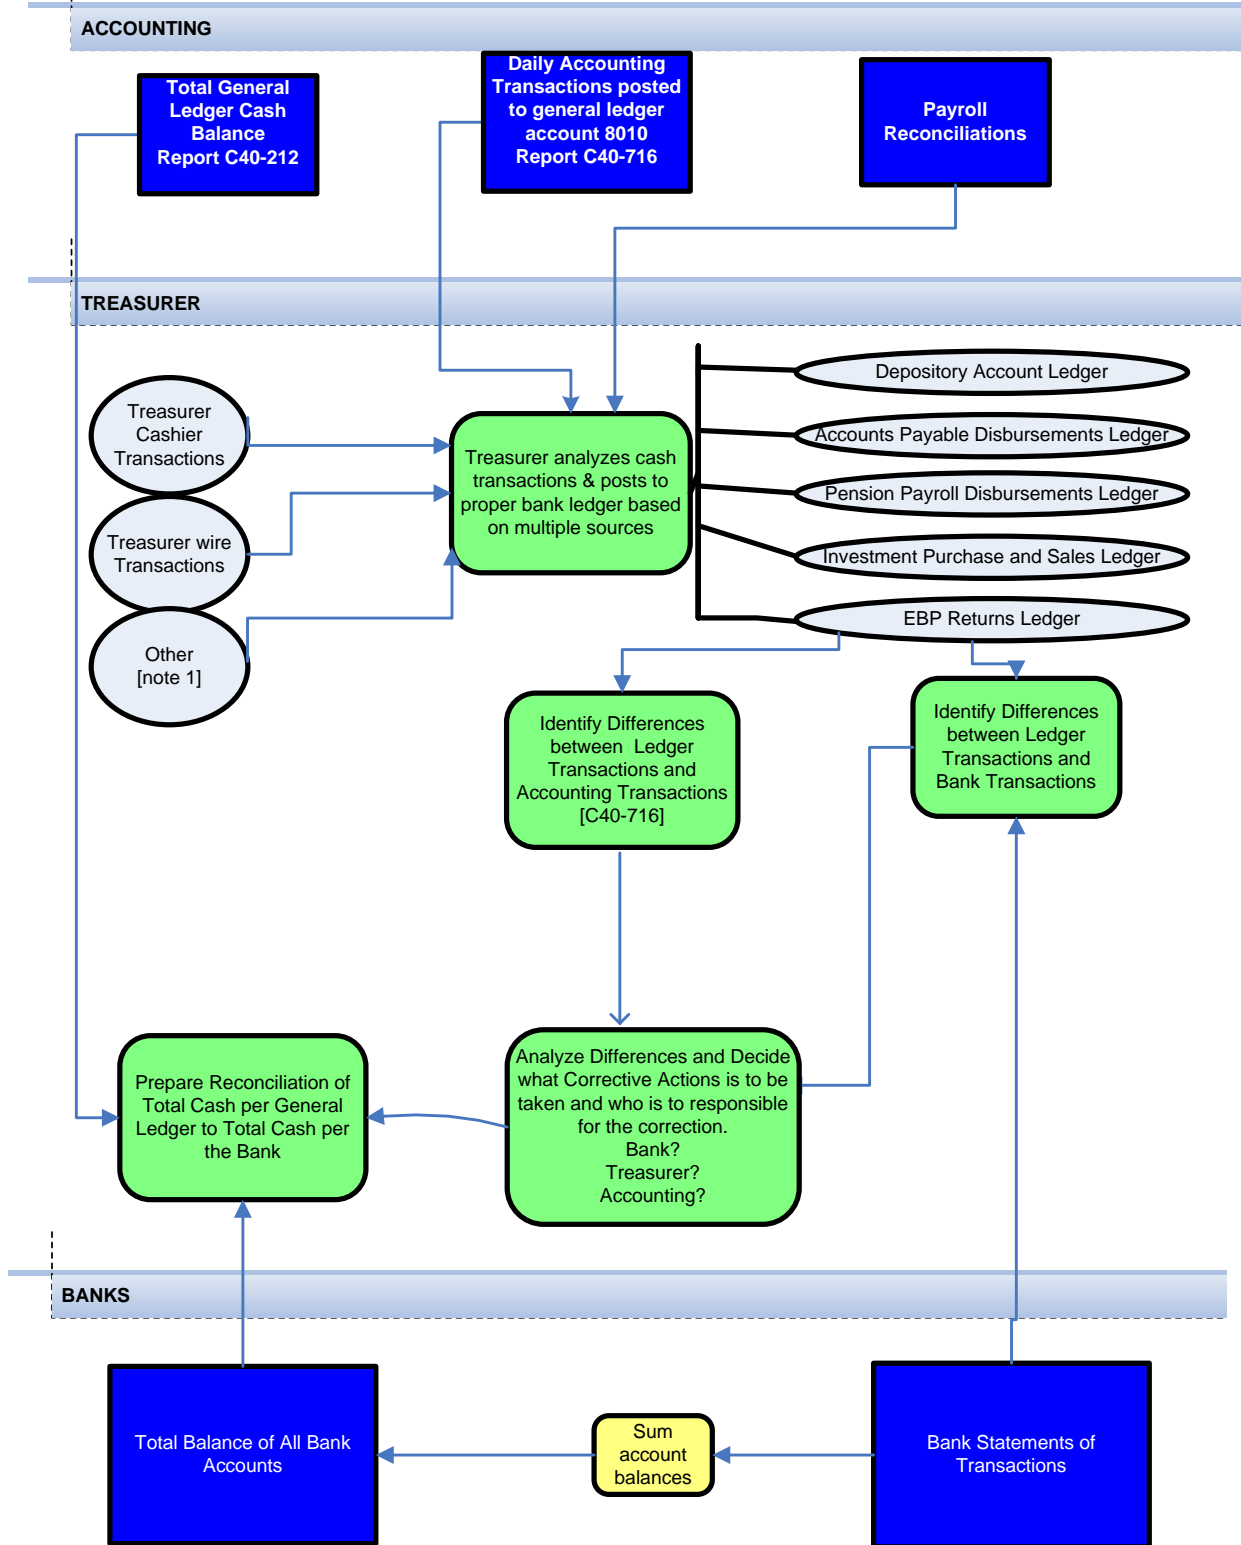 ACCOUNTING
Total General
Ledger Cash
Balance
Report C40-212
Daily Accounting
Transactions posted
to general ledger
account 8010
Report C40-716
Payroll
Reconciliations
TREASURER
Treasurer
Cashier
Transactions
Treasurer wire
Transactions
Other
[note 1]
Treasurer analyzes cash
transactions & posts to
proper bank ledger based
on multiple sources
Depository Account Ledger
Accounts Payable Disbursements Ledger
Pension Payroll Disbursements Ledger
Investment Purchase and Sales Ledger
EBP Returns Ledger
Identify Differences
between Ledger
Transactions and
Accounting Transactions
[C40-716]
Identify Differences
between Ledger
Transactions and
Bank Transactions
Prepare Reconciliation of
Total Cash per General
Ledger to Total Cash per
the Bank
Analyze Differences and Decide
what Corrective Actions is to be
taken and who is to responsible
for the correction.
Bank?
Treasurer?
Accounting?
BANKS
Total Balance of All Bank
Accounts
Sum
account
balances
Bank Statements of
Transactions